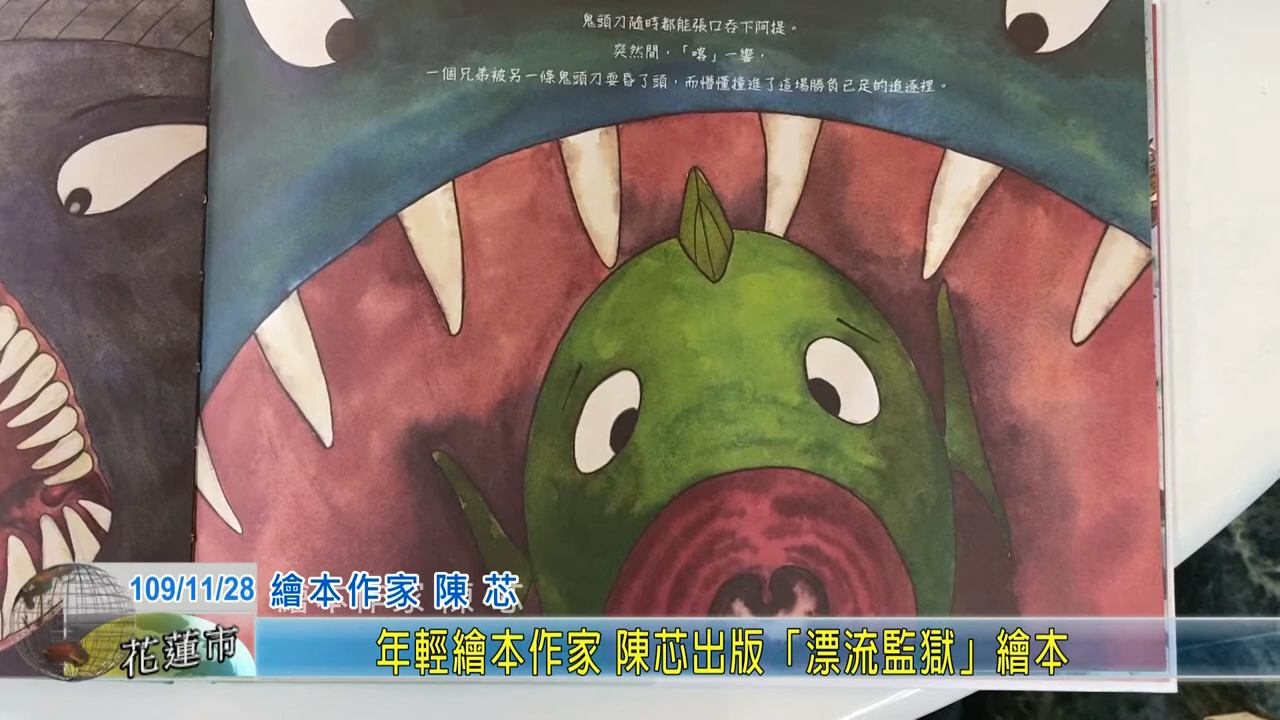 鬼頭刀隨時都能張口吞下阿提。
突然間，「喀」一響，
一個兄弟被另一條鬼頭刀耍昏了頭，而懵懂撞進了這場勝負已定的追逐裡。
109/11/28 繪本作家 陳 芯
花蓮市
年輕繪本作家 陳芯出版「漂流監獄」繪本